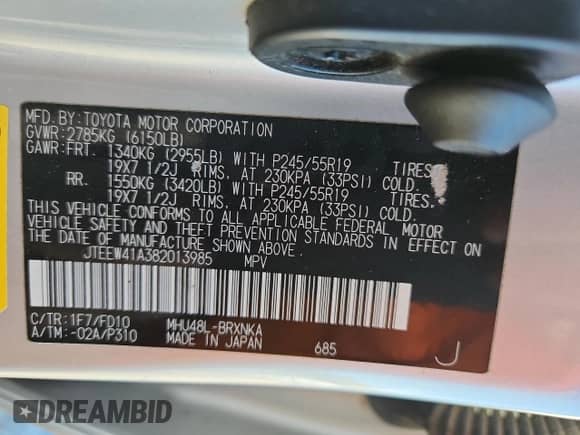 MFD.BY:TOYOTA MOTOR CORPORATION
GVWR:2785KG (6150LB)
GAWR:FRT. 1340KG (2955LB) WITH P245/55R19 TIRES,
19X7 1/2J RIMS, AT 230KPA (33PSI) COLD.
RR. 1550KG (3420LB) WITH P245/55R19 TIRES,
19X7 1/2J RIMS, AT 230KPA (33PSI) COLD.
THIS VEHICLE CONFORMS TO ALL APPLICABLE FEDERAL MOTOR
VEHICLE SAFETY AND THEFT PREVENTION STANDARDS IN EFFECT
ON THE DATE OF MANUFACTURE SHOWN ABOVE.
JTEEW41A382013985 MPV
C/TR:1F7/FD10 MHU48L-BRXNKA
A/TM:-02A/P310 MADE IN JAPAN 685 J
DREAMBID